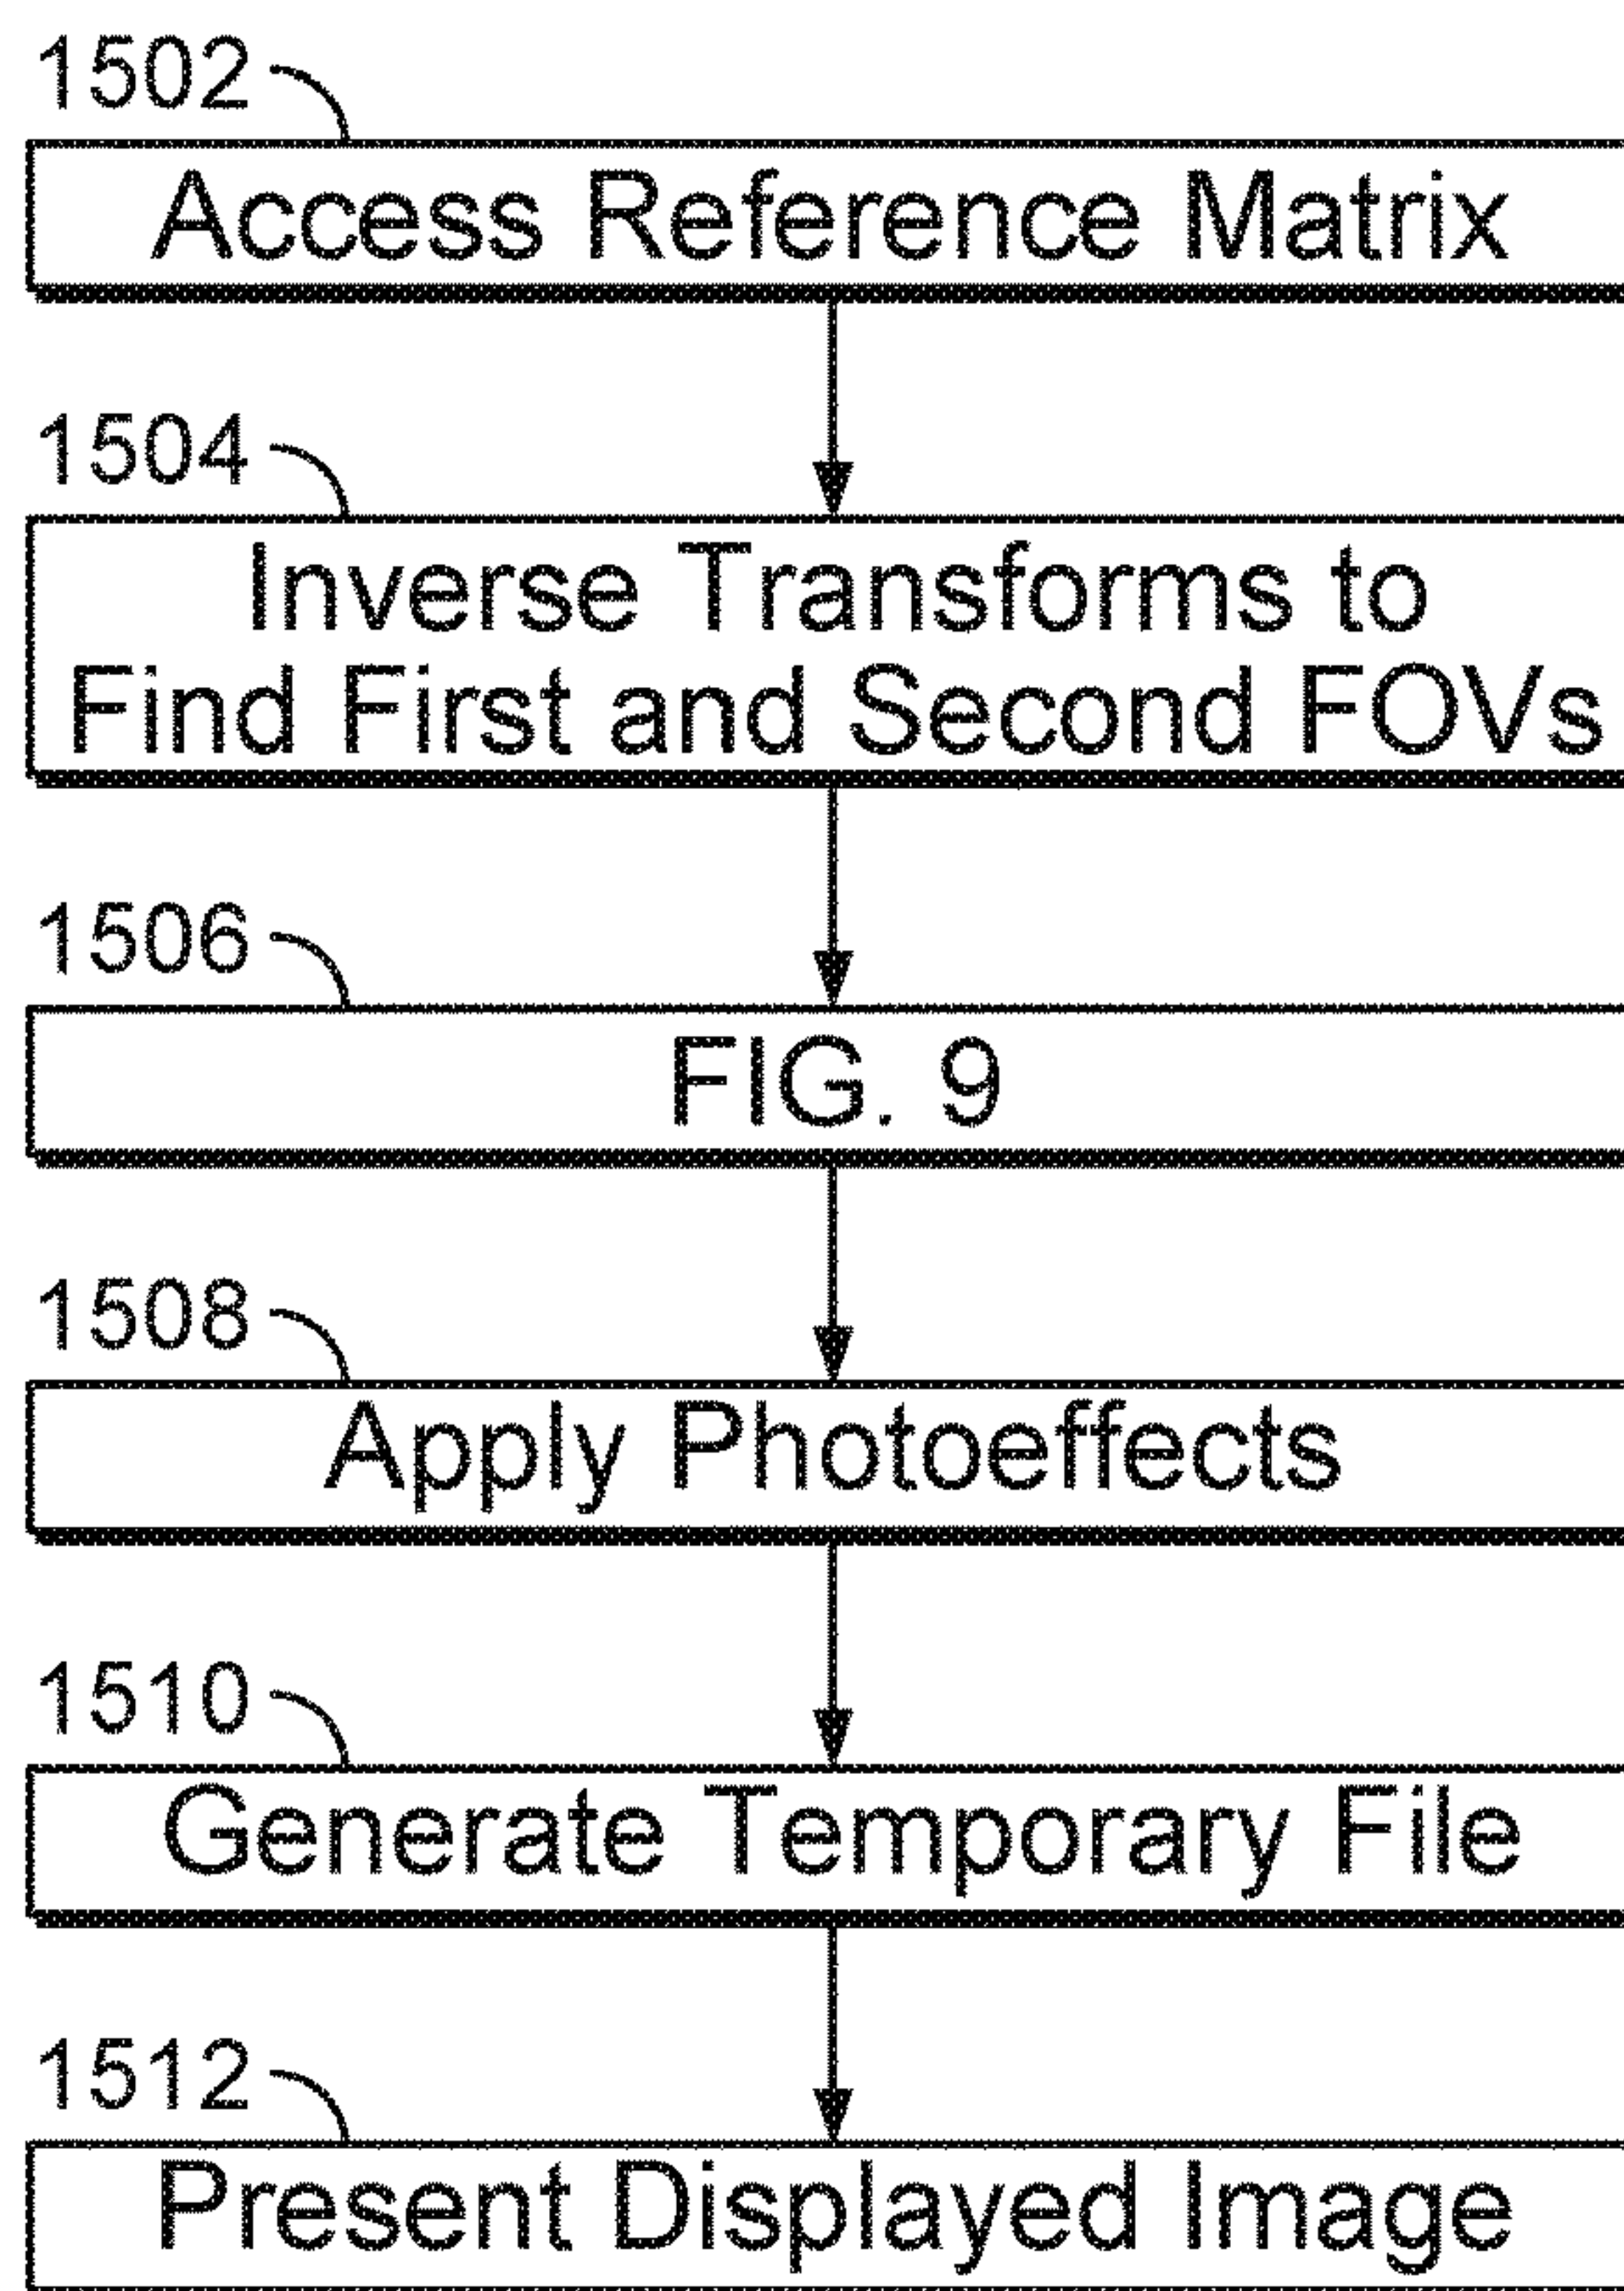 1502
Access Reference Matrix
1504
Inverse Transforms to
Find First and Second FOVs
1506
FIG. 9
1508
Apply Photoeffects
1510
Generate Temporary File
1512
Present Displayed Image